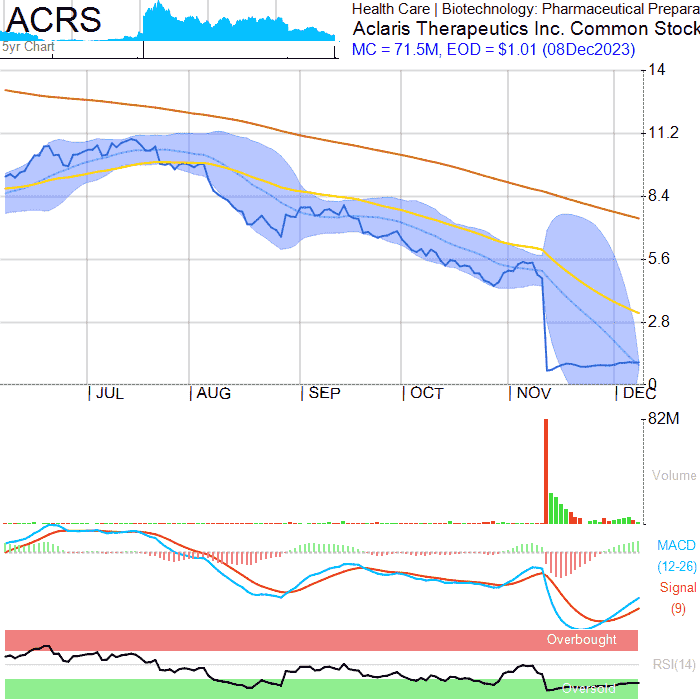 ACRS
5yr Chart
Health Care | Biotechnology: Pharmaceutical Prepara
Aclaris Therapeutics Inc. Common Stock
MC = 71.5M, EOD = $1.01 (08Dec2023)
14
11.2
8.4
5.6
2.8
0
JUL
AUG
SEP
OCT
NOV
DEC
82M
Volume
MACD
(12-26)
Signal
(9)
Overbought
RSI(14)
Oversold